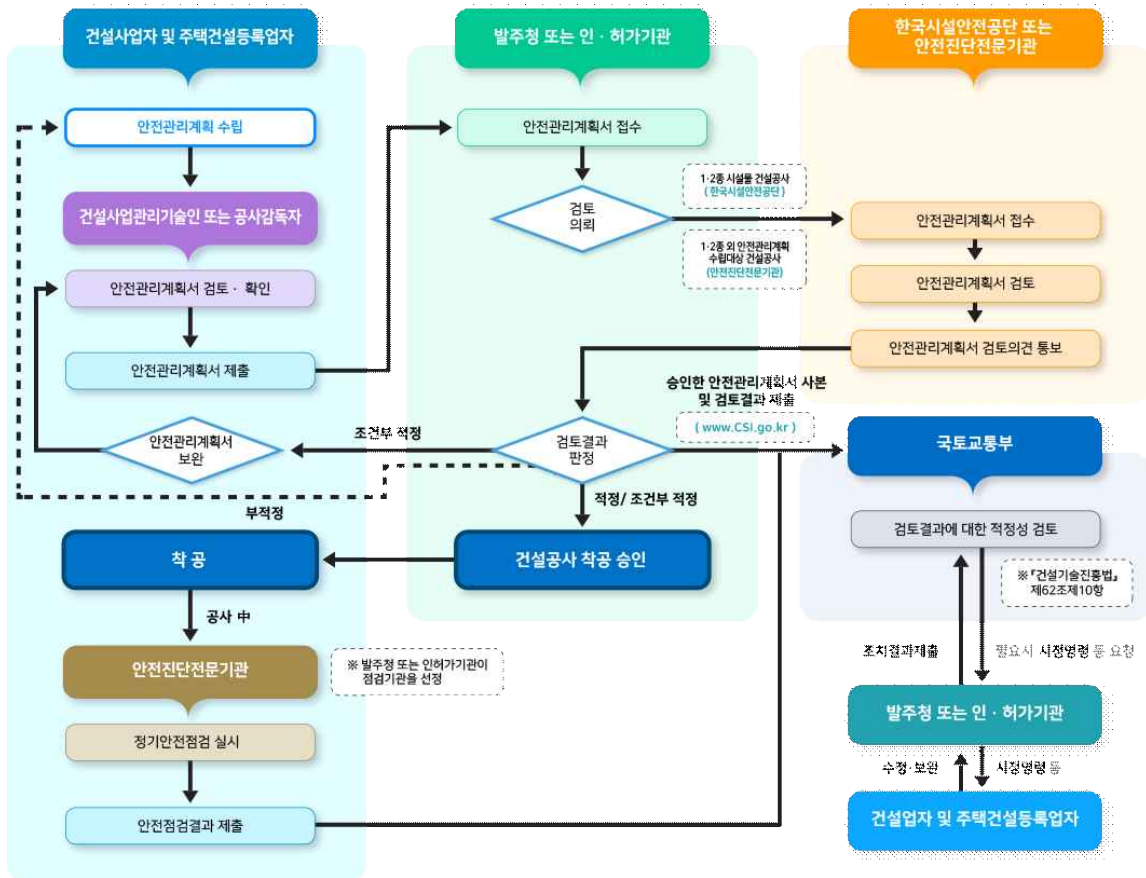 건설사업자 및 주택건설등록업자
발주청 또는 인 · 허가기관
한국시설안전공단 또는
안전진단전문기관
안전관리계획 수립
건설사업관리기술인 또는 공사감독자
안전관리계획서 검토 · 확인
안전관리계획서 제출
안전관리계획서
보완
안전관리계획서 접수
검토
의뢰
1·2종 시설물 건설공사
( 한국시설안전공단 )
1·2종 외 안전관리계획
수립대상 건설공사
(안전진단전문기관)
안전관리계획서 접수
안전관리계획서 검토
안전관리계획서 검토의견 통보
승인한 안전관리계획서 사본
및 검토결과 제출
( www.CSi.go.kr )
조건부 적정
검토결과
판정
부적정
적정/ 조건부 적정
건설공사 착공 승인
착 공
공사 中
안전진단전문기관
※ 발주청 또는 인허가기관이
점검기관을 선정
정기안전점검 실시
안전점검결과 제출
국토교통부
검토결과에 대한 적정성 검토
※『건설기술진흥법』
제62조제10항
조치결과제출
필요시 시정명령 등 요청
발주청 또는 인 · 허가기관
수정·보완
시정명령 등
건설업자 및 주택건설등록업자